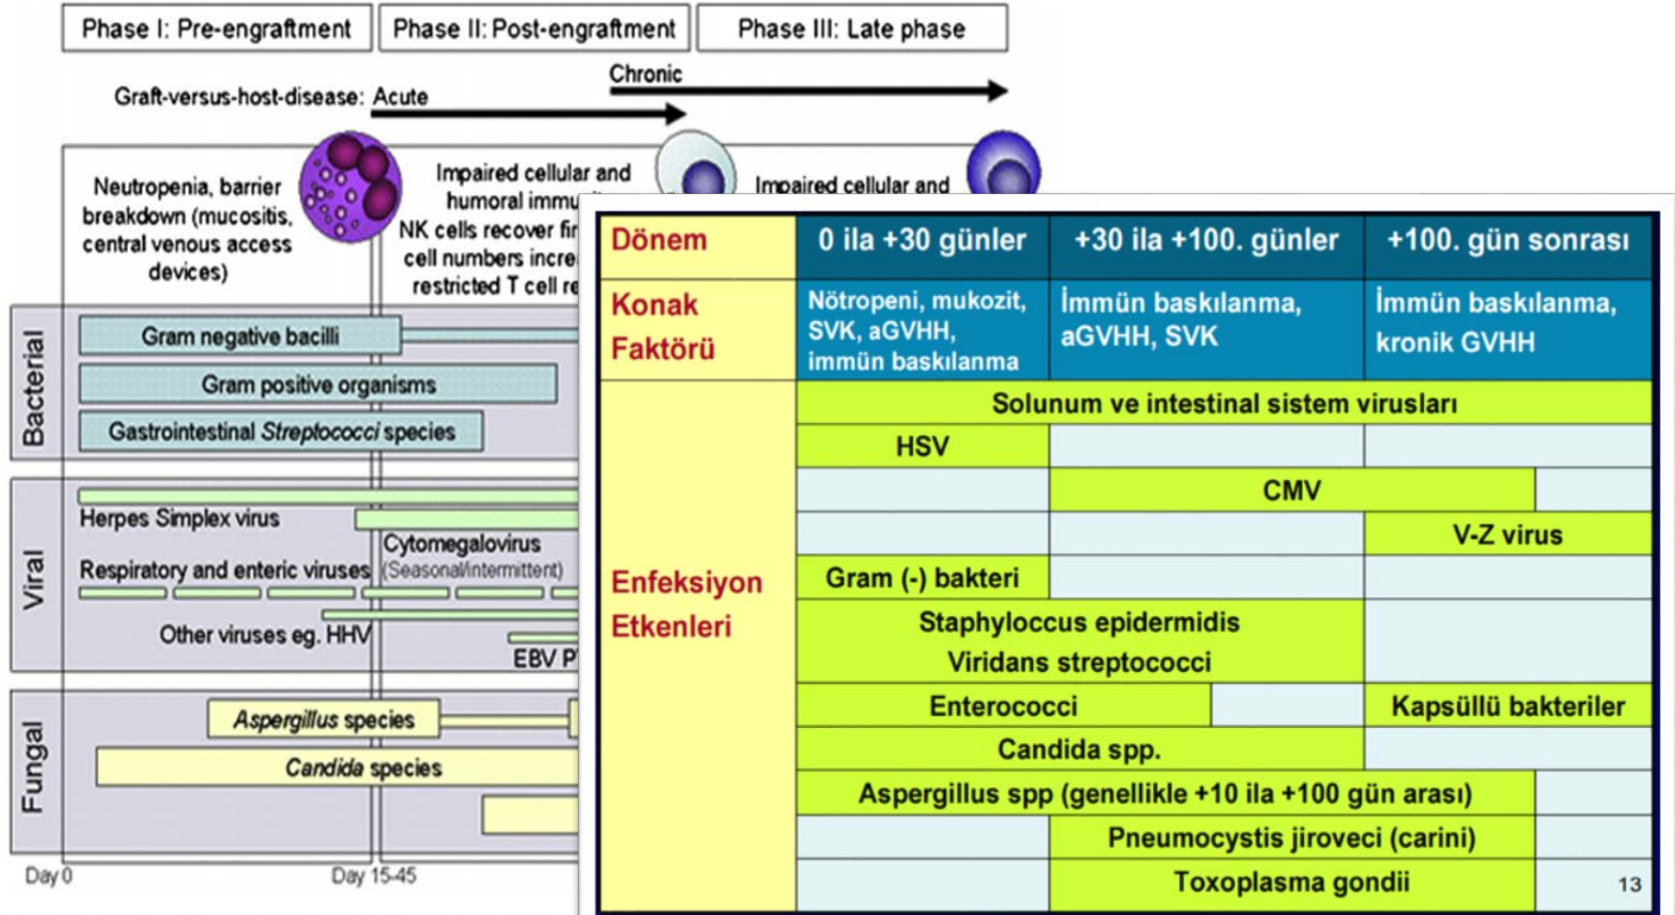 Phase I: Pre-engraftment
Phase II: Post-engraftment
Phase III: Late phase
Chronic
Graft-versus-host-disease: Acute
Neutropenia, barrier
breakdown (mucositis,
central venous access
devices)
Impaired cellular and
humoral
NK cells recover
cell numbers
restricted T cell
Impaired cellular and
Bacterial
Gram negative bacilli
Gram positive organisms
Gastrointestinal Streptococci species
Viral
Herpes Simplex virus
Cytomegalovirus
Respiratory and enteric viruses (Seasonal/intermittent)
Other viruses eg. HHV
EBV
Fungal
Aspergillus species
Candida species
Day 0
Day 15-45
Dönem
0 ila +30 günler
+30 ila +100. günler
+100. gün sonrası
Konak
Faktörü
Nötropeni, mukozit,
SVK, aGVHH,
immün baskılanma
İmmün baskılanma,
aGVHH, SVK
İmmün baskılanma,
kronik GVHH
Enfeksiyon
Etkenleri
Solunum ve intestinal sistem virusları
HSV
CMV
V-Z virus
Gram (-) bakteri
Staphyloccus epidermidis
Viridans streptococci
Enterococci
Kapsüllü bakteriler
Candida spp.
Aspergillus spp (genellikle +10 ila +100 gün arası)
Pneumocystis jiroveci (carini)
Toxoplasma gondii
13